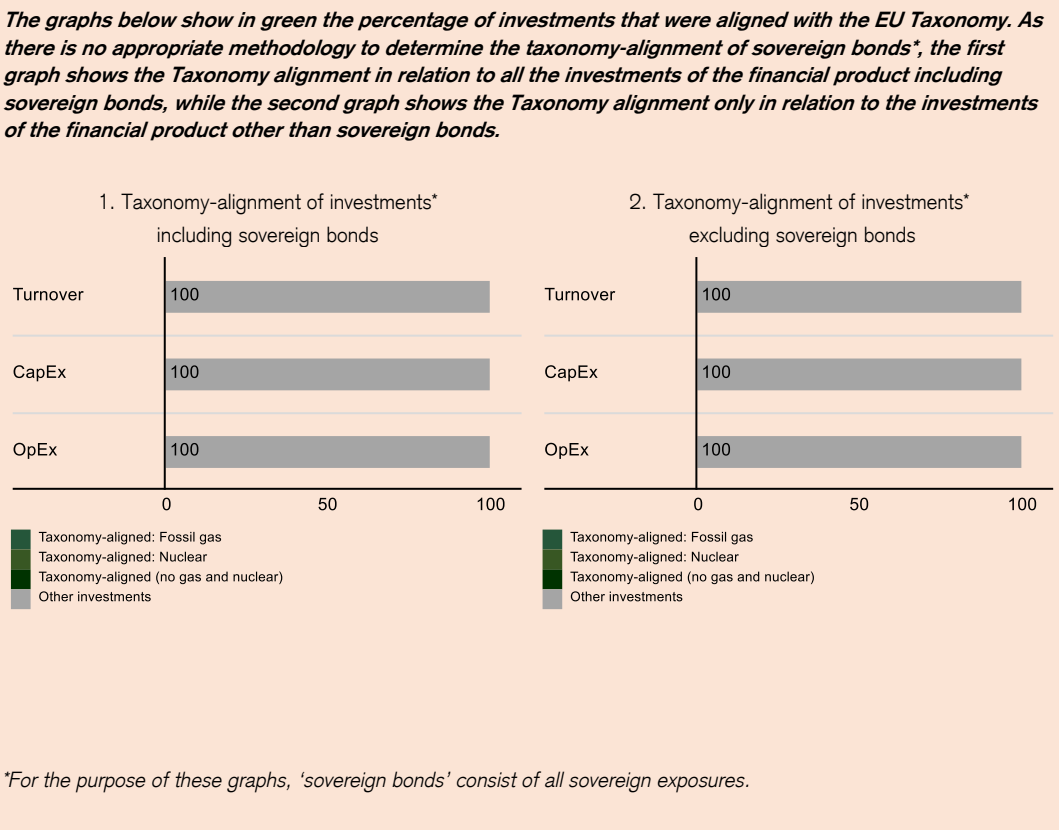 The graphs below show in green the percentage of investments that were aligned with the EU Taxonomy. As
there is no appropriate methodology to determine the taxonomy-alignment of sovereign bonds*, the first
graph shows the Taxonomy alignment in relation to all the investments of the financial product including
sovereign bonds, while the second graph shows the Taxonomy alignment only in relation to the investments
of the financial product other than sovereign bonds.
1. Taxonomy-alignment of investments*
including sovereign bonds
Turnover
100
CapEx
100
OpEx
100
0 50 100
Taxonomy-aligned: Fossil gas
Taxonomy-aligned: Nuclear
Taxonomy-aligned (no gas and nuclear)
Other investments
2. Taxonomy-alignment of investments*
excluding sovereign bonds
Turnover
100
CapEx
100
OpEx
100
0 50 100
Taxonomy-aligned: Fossil gas
Taxonomy-aligned: Nuclear
Taxonomy-aligned (no gas and nuclear)
Other investments
*For the purpose of these graphs, ‘sovereign bonds’ consist of all sovereign exposures.